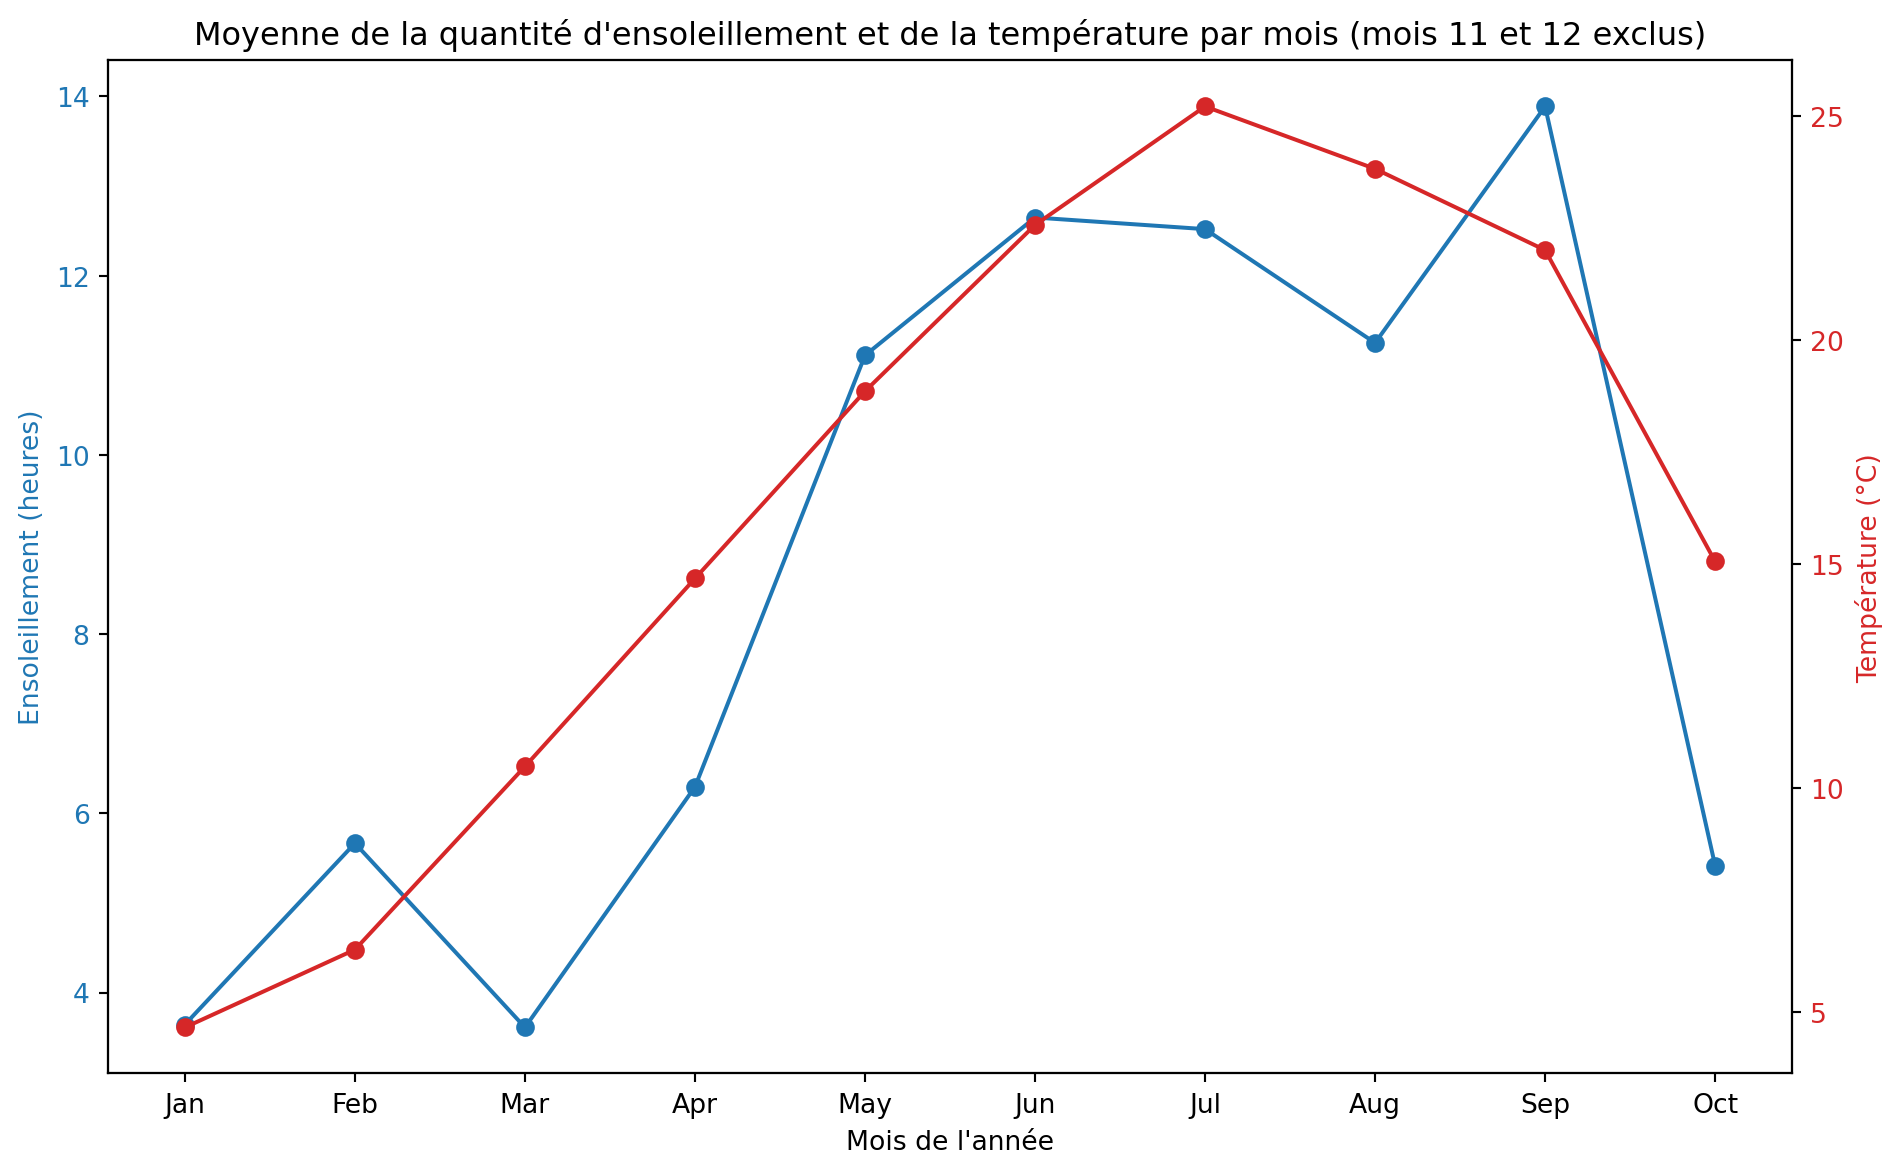 Moyenne de la quantité d'ensoleillement et de la température par mois (mois 11 et 12 exclus)
14
12
10
8
6
4
Ensoleillement (heures)
25
20
15
10
5
Température (°C)
Jan Feb Mar Apr May Jun Jul Aug Sep Oct
Mois de l'année